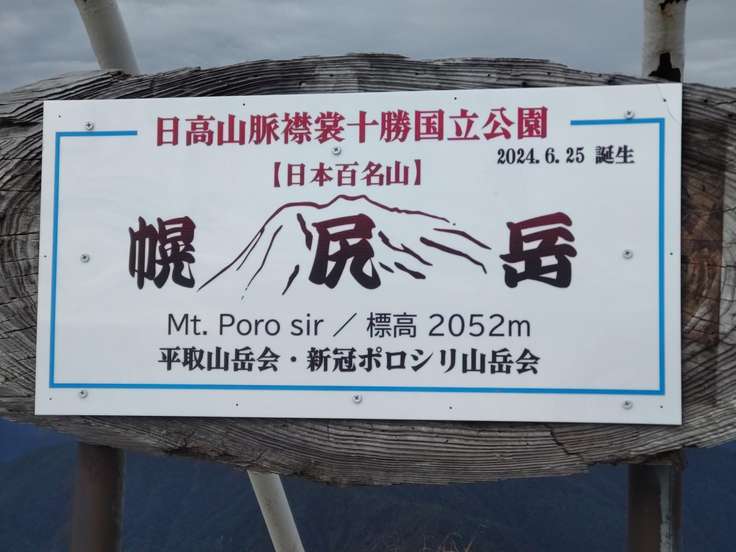 日高山脈襟裳十勝国立公園
2024.6.25 誕生
【日本百名山】
幌 尻 岳
Mt. Poro sir ／ 標高 2052m
平取山岳会・新冠ポロシリ山岳会